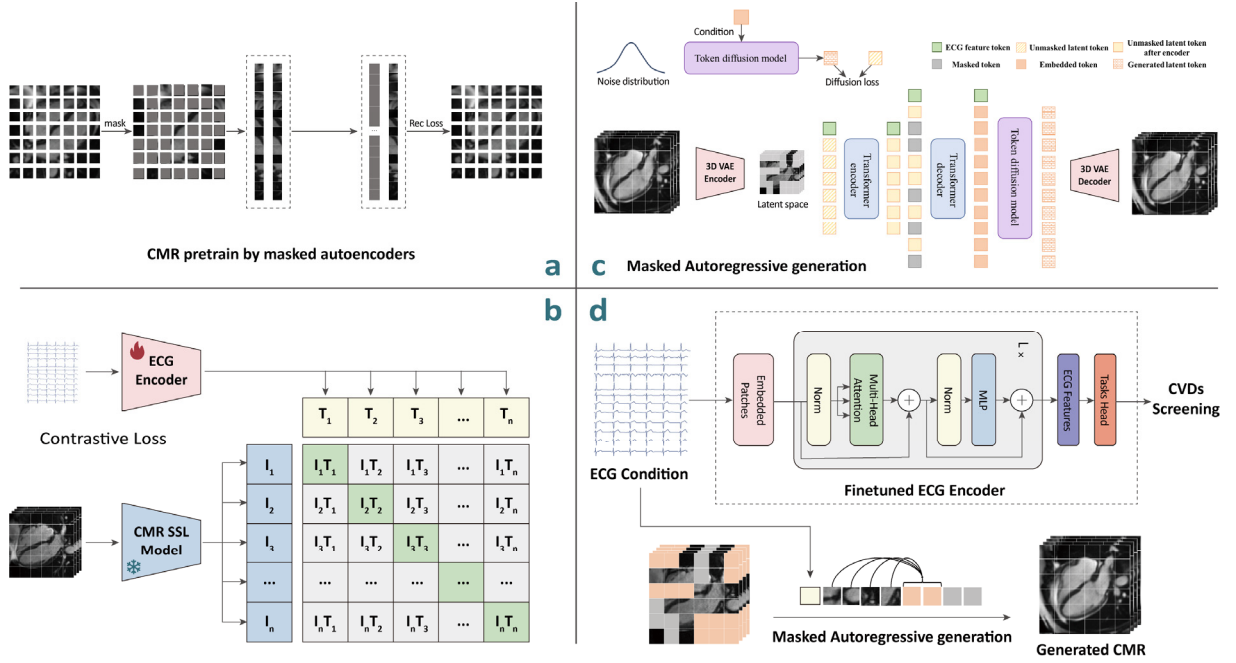 mask
Rec Loss
...
CMR pretrain by masked autoencoders
a
Condition
Token diffusion model
Noise distribution
Diffusion loss
ECG feature token
Unmasked latent token
Unmasked latent token
after encoder
Masked token
Embedded token
Generated latent token
3D VAE
Encoder
Latent space
Transformer
encoder
Transformer
decoder
Token diffusion model
3D VAE
Decoder
c
Masked Autoregressive generation
b
ECG
Encoder
Contrastive Loss
CMR SSL
Model
T1 T2 T3 ... Tn
I1 I1T1 I1T2 I1T3 ... I1Tn
I2 I2T1 I2T2 I2T3 ... I2Tn
I3 I3T1 I3T2 I3T3 ... I3Tn
... ... ... ... ...
In InT1 InT2 InT3 ... InTn
d
ECG Condition
Embedded
Patches
Norm
Multi-Head
Attention
+
Norm
MLP
+
L ×
ECG Features
Tasks Head
CVDs
Screening
Finetuned ECG Encoder
Masked Autoregressive generation
Generated CMR